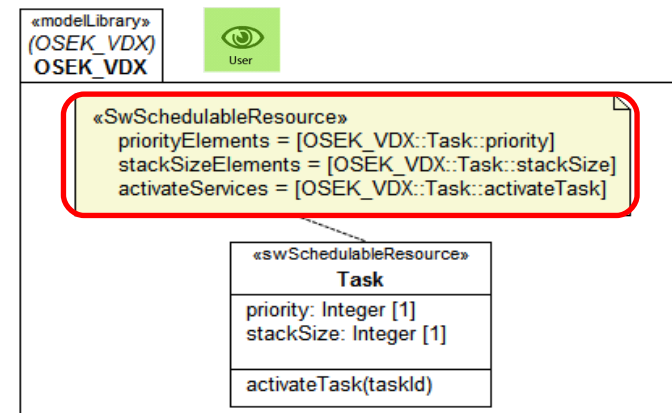 «modelLibrary»
(OSEK_VDX)
OSEK_VDX
User
«SwSchedulableResource»
priorityElements = [OSEK_VDX::Task::priority]
stackSizeElements = [OSEK_VDX::Task::stackSize]
activateServices = [OSEK_VDX::Task::activateTask]
«swSchedulableResource»
Task
priority: Integer [1]
stackSize: Integer [1]
activateTask(taskId)